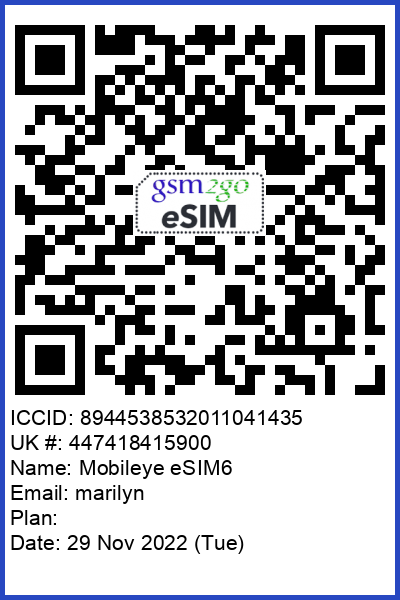 gsm2go
eSIM
ICCID: 8944538532011041435
UK #: 447418415900
Name: Mobileye eSIM6
Email: marilyn
Plan:
Date: 29 Nov 2022 (Tue)